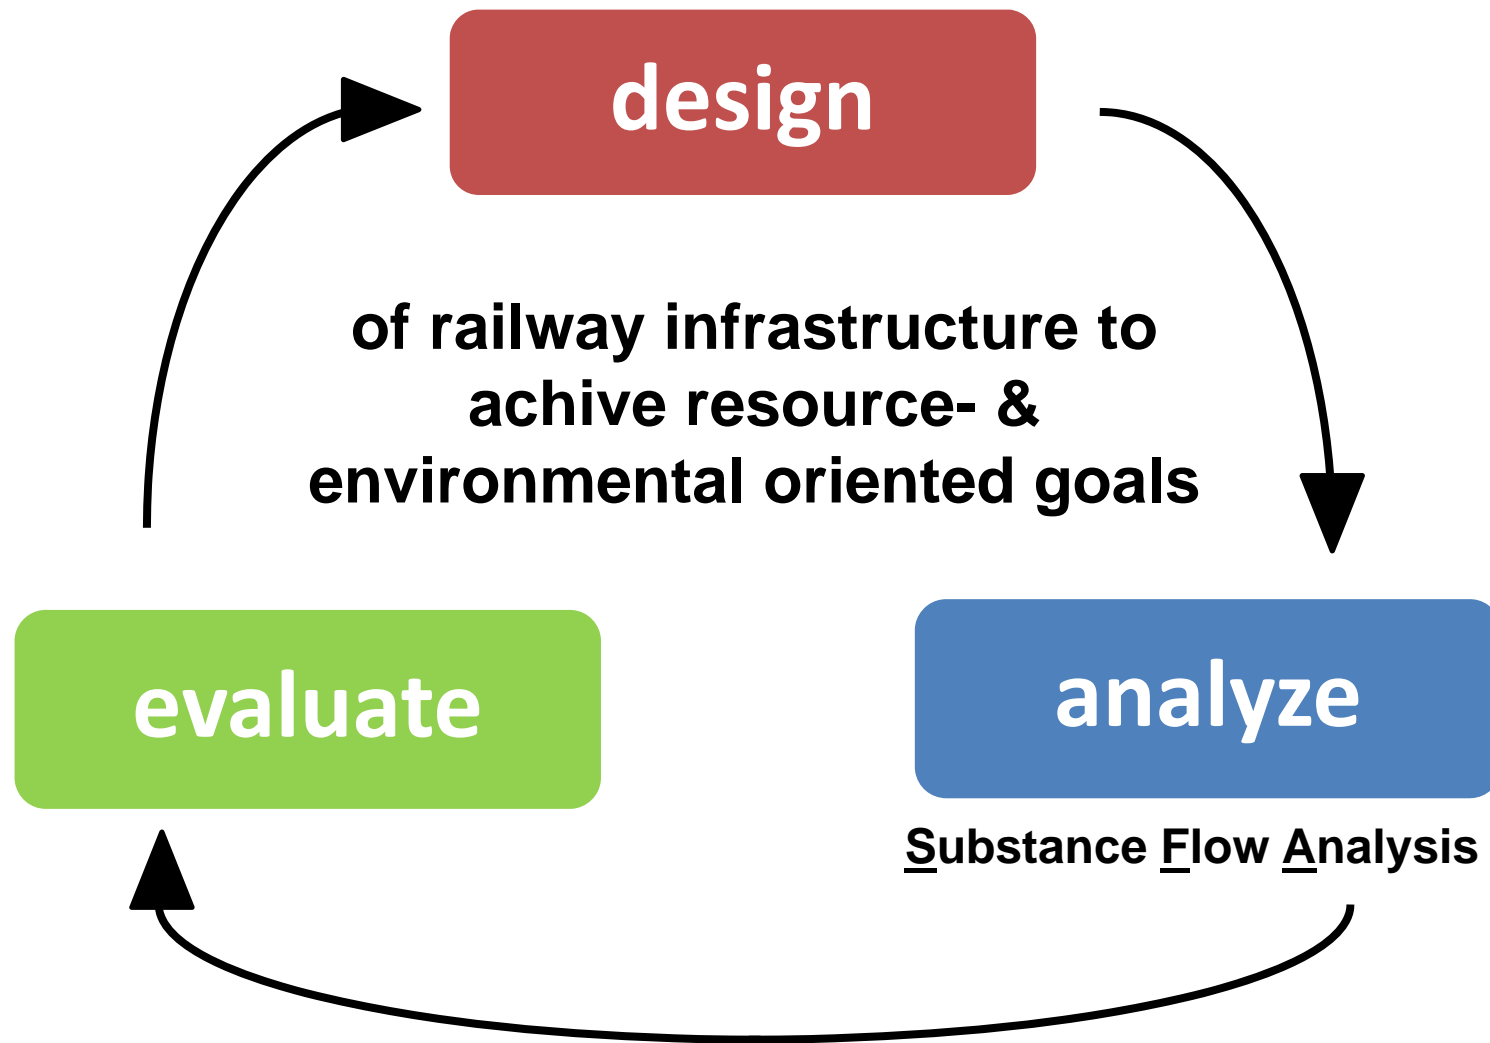 design
of railway infrastructure to
achive resource- &
environmental oriented goals
evaluate
analyze
Substance Flow Analysis